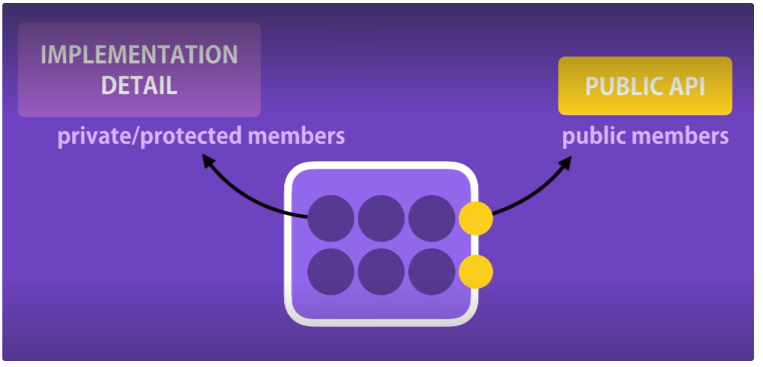 IMPLEMENTATION
DETAIL
private/protected members
PUBLIC API
public members